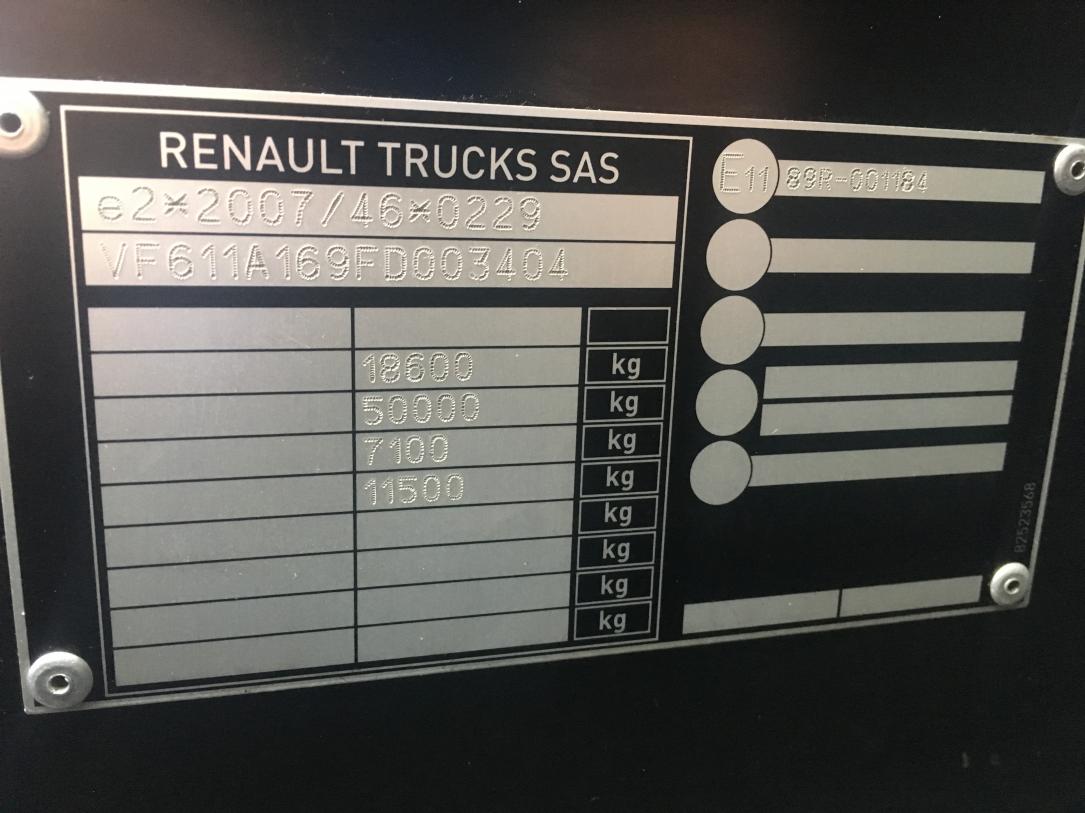 RENAULT TRUCKS SAS
e2*2007/46*0229
VF611A169FD003404
18600 kg
50000 kg
7100 kg
11500 kg
kg
kg
kg
kg
E11 89R-001184
82523568